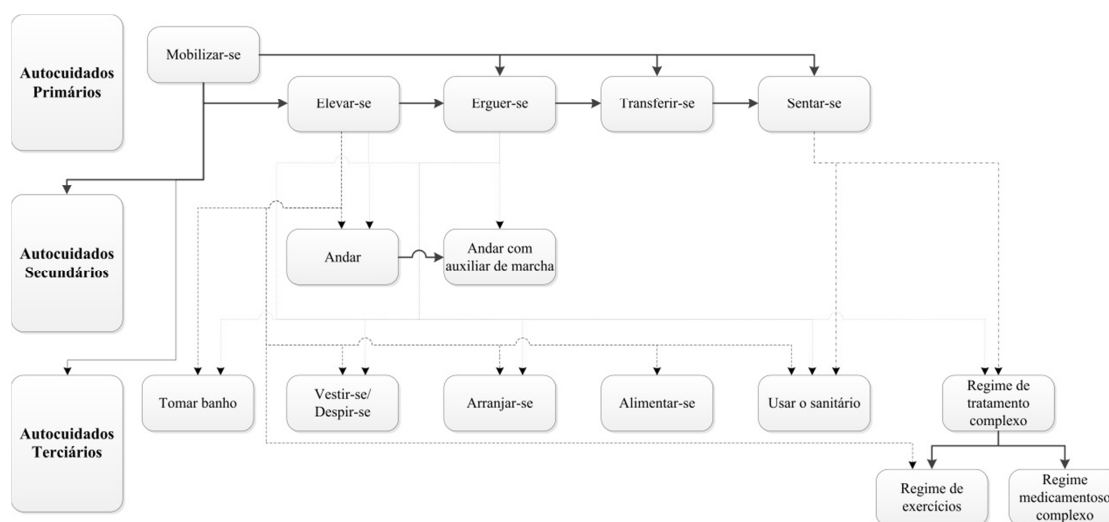 Autocuidados
Primários
Mobilizar-se
Elevar-se
Erguer-se
Transferir-se
Sentar-se
Autocuidados
Secundários
Andar
Andar com
auxiliar de marcha
Autocuidados
Terciários
Tomar banho
Vestir-se/
Despir-se
Arranjar-se
Alimentar-se
Usar o sanitário
Regime de
tratamento
complexo
Regime de
exercícios
Regime
medicamentoso
complexo